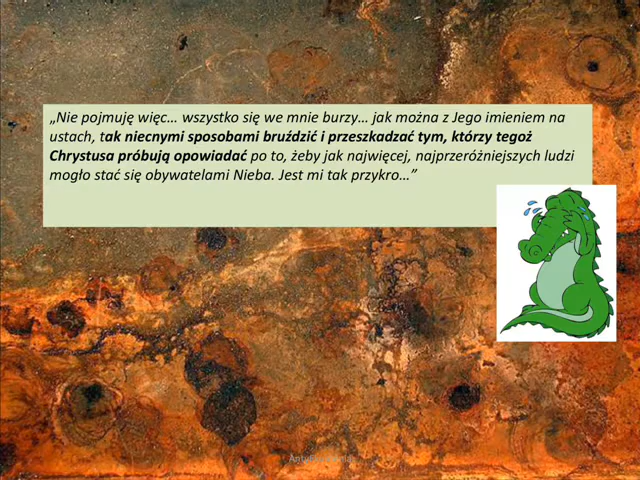 „Nie pojmuję więc… wszystko się we mnie burzy… jak można z Jego imieniem na
ustach, tak niecnymi sposobami bruździć i przeszkadzać tym, którzy tegoż
Chrystusa próbują opowiadać po to, żeby jak najwięcej, najprzeróżniejszych ludzi
mogło stać się obywatelami Nieba. Jest mi tak przykro…”